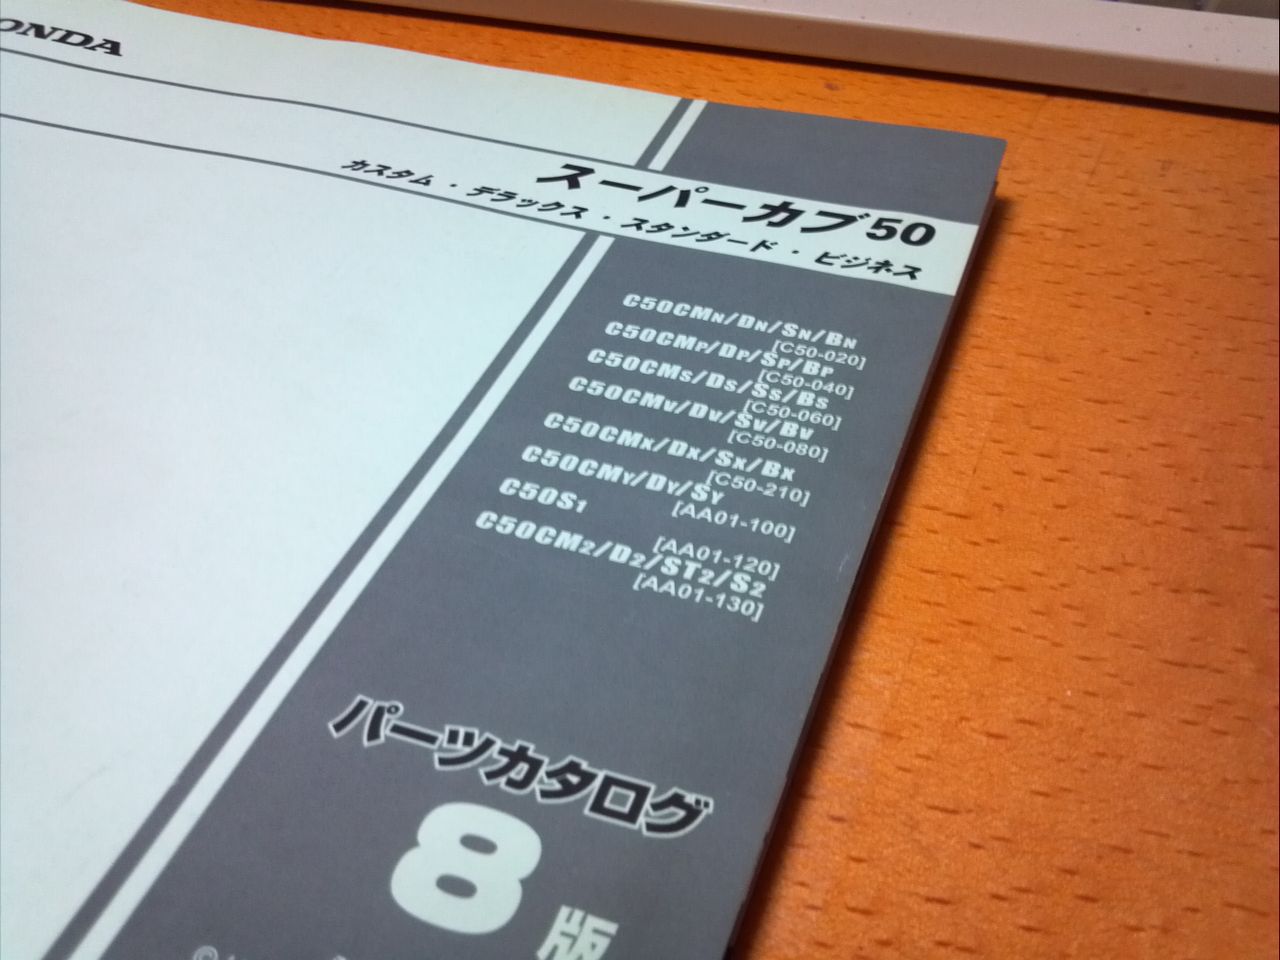 ONDA
スーパーカブ50
カスタム・デラックス・スタンダード・ビジネス
C50CMN/DN/SN/BN
[C50-020]
C50CMP/DP/SP/BP
[C50-040]
C50CMS/DS/SS/BS
[C50-060]
C50CMV/DV/SV/BV
[C50-080]
C50CMX/DX/SX/BX
[C50-210]
C50CMY/DY/SY
[AA01-100]
C50S1
[AA01-120]
C50CM2/D2/ST2/S2
[AA01-130]
パーツカタログ
8版